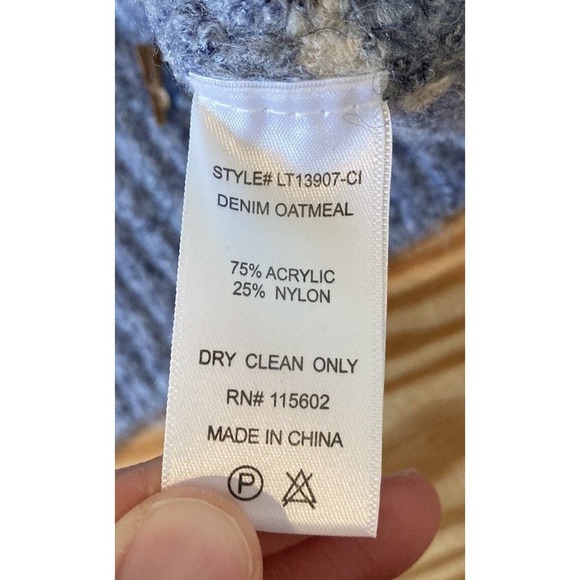 STYLE# LT13907-CI
DENIM OATMEAL
75% ACRYLIC
25% NYLON
DRY CLEAN ONLY
RN# 115602
MADE IN CHINA
P